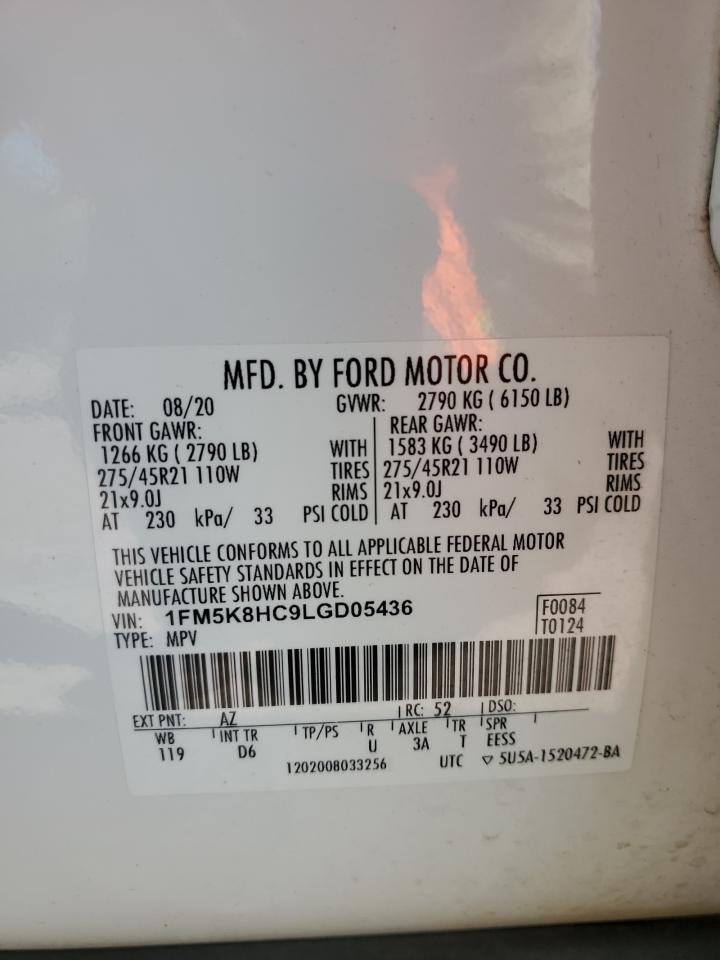 MFD. BY FORD MOTOR CO.
DATE: 08/20 GVWR: 2790 KG ( 6150 LB)
FRONT GAWR: REAR GAWR:
1266 KG ( 2790 LB) WITH 1583 KG ( 3490 LB) WITH
275/45R21 110W TIRES 275/45R21 110W TIRES
21x9.0J RIMS 21x9.0J RIMS
AT 230 kPa/ 33 PSI COLD AT 230 kPa/ 33 PSI COLD
THIS VEHICLE CONFORMS TO ALL APPLICABLE FEDERAL MOTOR
VEHICLE SAFETY STANDARDS IN EFFECT ON THE DATE OF
MANUFACTURE SHOWN ABOVE.
VIN: 1FM5K8HC9LGD05436 F0084
TYPE: MPV T0124
EXT PNT: AZ RC: 52 DSO:
WB INT TR TP/PS R AXLE TR SPR
119 D6 U 3A T EESS
1202008033256 UTC ▽ 5U5A-1520472-BA